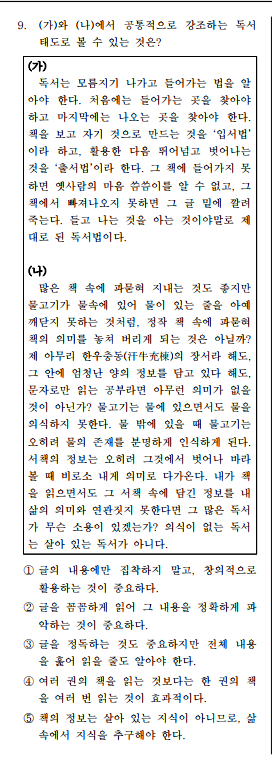 9. (가)와 (나)에서 공통적으로 강조하는 독서
태도로 볼 수 있는 것은?
(가)
독서는 모름지기 나가고 들어가는 법을 알
아야 한다. 처음에는 들어가는 곳을 찾아야
하고 마지막에는 나오는 곳을 찾아야 한다.
책을 보고 자기 것으로 만드는 것을 '입서법'
이라 하고, 활용한 다음 뛰어넘고 벗어나는
것을 '출서법'이라 한다. 그 책에 들어가지 못
하면 옛사람의 마음 씀씀이를 알 수 없고, 그
책에서 빠져나오지 못하면 그 글 밑에 깔려
죽는다. 들고 나는 것을 아는 것이야말로 제
대로 된 독서법이다.
(나)
많은 책 속에 파묻혀 지내는 것도 좋지만
물고기가 물속에 있어 물이 있는 줄을 아예
깨닫지 못하는 것처럼, 정작 책 속에 파묻혀
책의 의미를 놓쳐 버리게 되는 것은 아닐까?
제 아무리 한우충동(汗牛充棟)의 장서라 해도,
그 안에 엄청난 양의 정보를 담고 있다 해도,
문자로만 읽는 공부라면 아무런 의미가 없을
것이 아닌가? 물고기는 물에 있으면서도 물을
의식하지 못한다. 물 밖에 있을 때 물고기는
오히려 물의 존재를 분명하게 인식하게 된다.
서책의 정보는 오히려 그것에서 벗어나 바라
볼 때 비로소 내게 의미로 다가온다. 내가 책
을 읽으면서도 그 서책 속에 담긴 정보를 내
삶의 의미와 연관짓지 못한다면 그 많은 독서
가 무슨 소용이 있겠는가? 의식이 없는 독서
는 살아 있는 독서가 아니다.
① 글의 내용에만 집착하지 말고, 창의적으로
활용하는 것이 중요하다.
② 글을 꼼꼼하게 읽어 그 내용을 정확하게 파
악하는 것이 중요하다.
③ 글을 정독하는 것도 중요하지만 전체 내용
을 훑어 읽을 줄도 알아야 한다.
④ 여러 권의 책을 읽는 것보다는 한 권의 책
을 여러 번 읽는 것이 효과적이다.
⑤ 책의 정보는 살아 있는 지식이 아니므로, 삶
속에서 지식을 추구해야 한다.